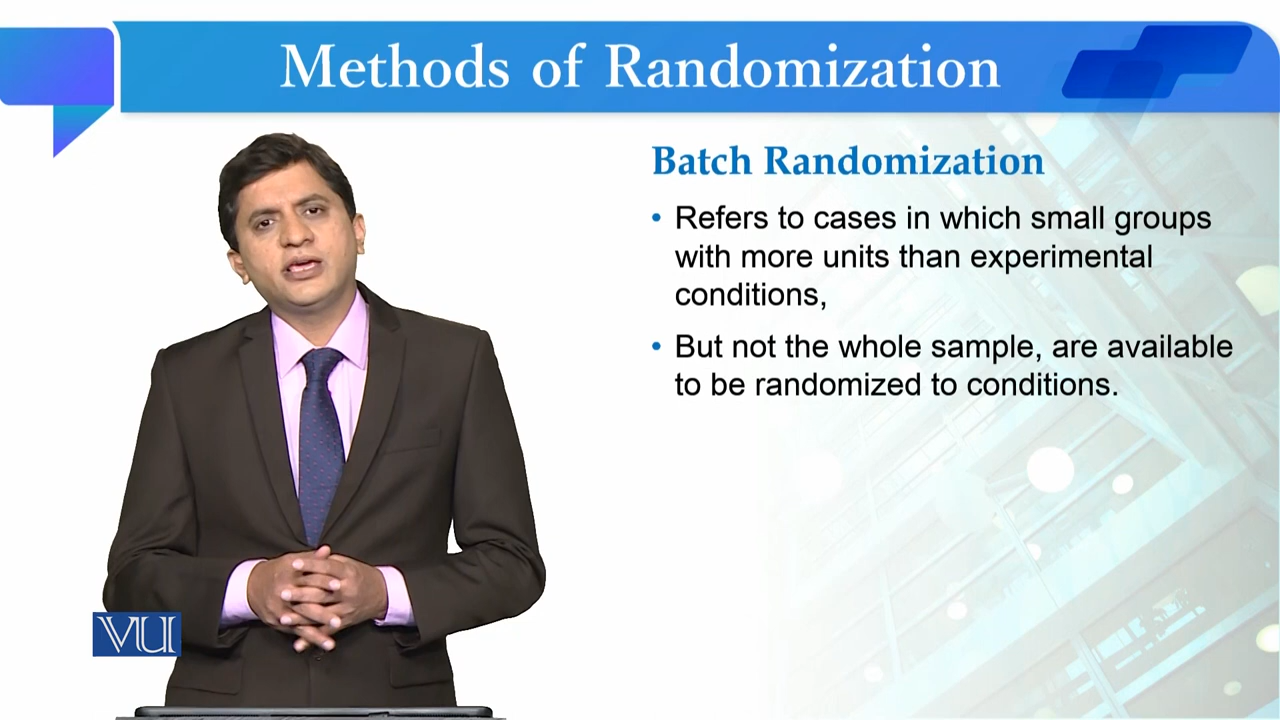 Methods of Randomization
Batch Randomization
• Refers to cases in which small groups
with more units than experimental
conditions,
• But not the whole sample, are available
to be randomized to conditions.
VU